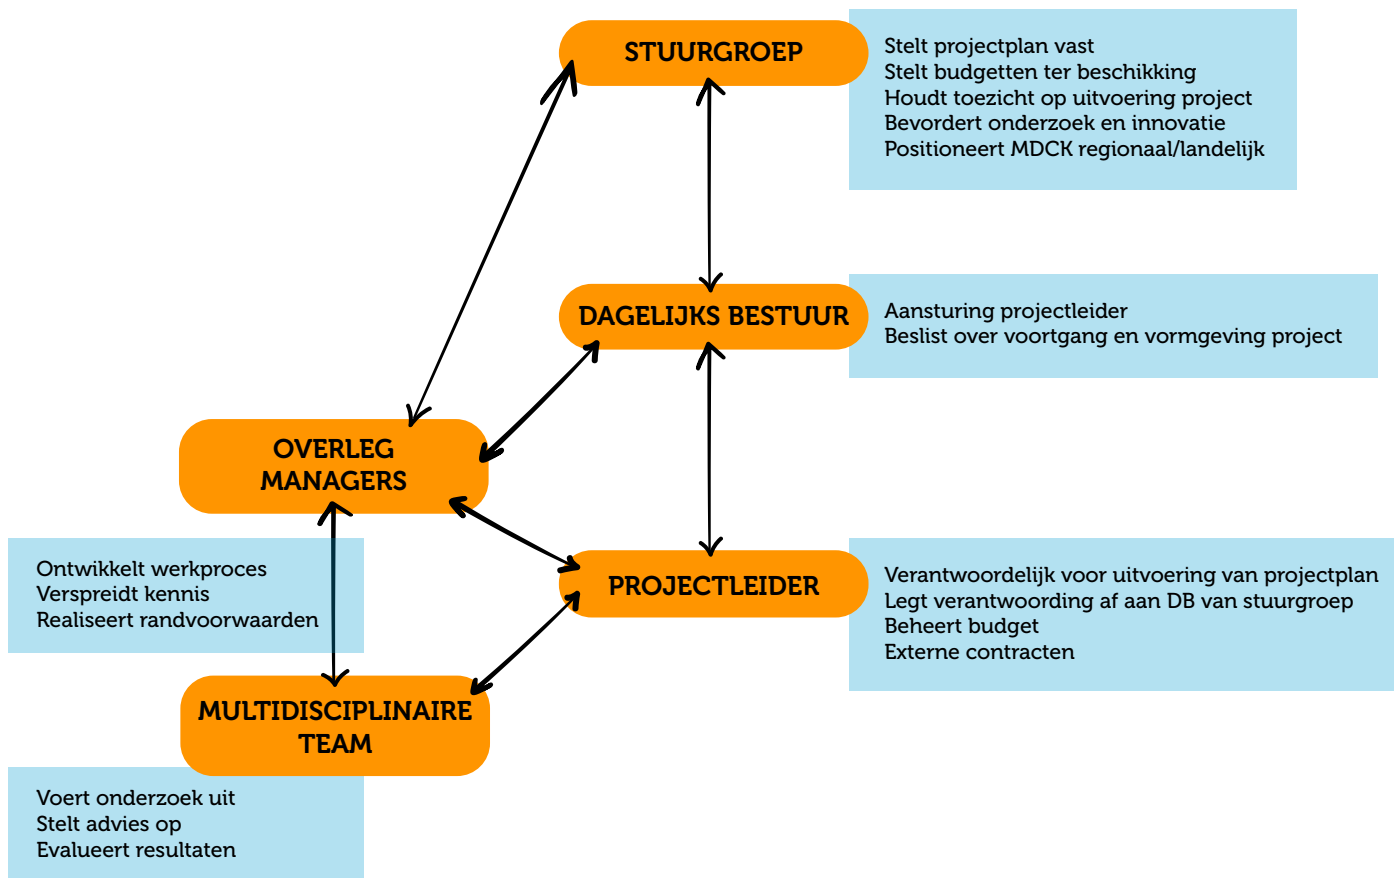 STUURGROEP
Stelt projectplan vast
Stelt budgetten ter beschikking
Houdt toezicht op uitvoering project
Bevordert onderzoek en innovatie
Positioneert MDCK regionaal/landelijk
DAGELIJKS BESTUUR
Aansturing projectleider
Beslist over voortgang en vormgeving project
OVERLEG
MANAGERS
Ontwikkelt werkproces
Verspreidt kennis
Realiseert randvoorwaarden
PROJECTLEIDER
Verantwoordelijk voor uitvoering van projectplan
Legt verantwoording af aan DB van stuurgroep
Beheert budget
Externe contracten
MULTIDISCIPLINAIRE
TEAM
Voert onderzoek uit
Stelt advies op
Evalueert resultaten